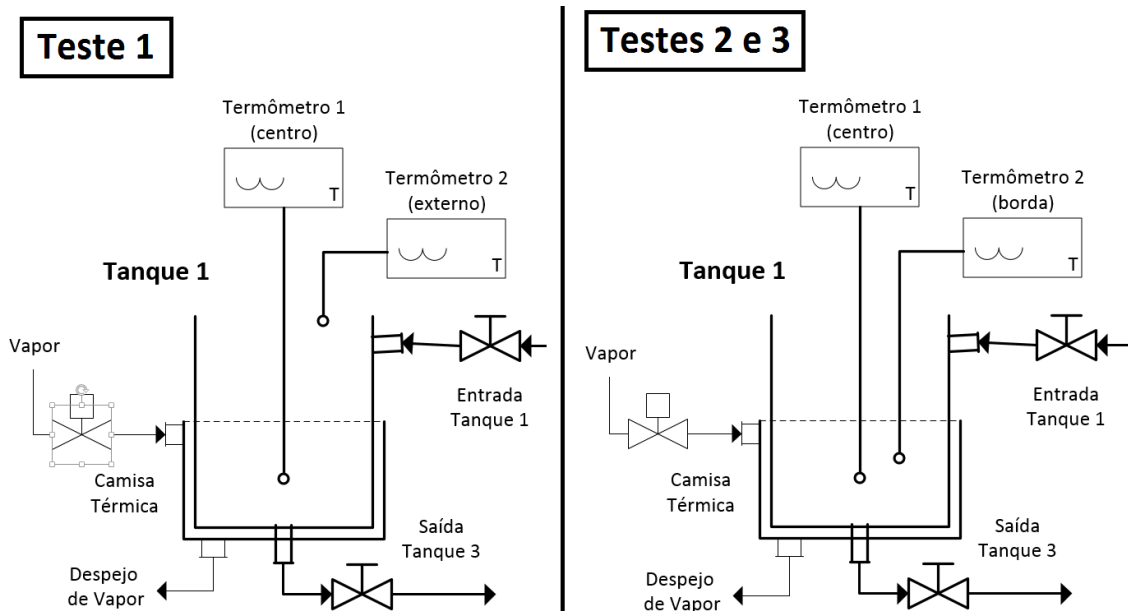 Teste 1
Termômetro 1
(centro)
T
Termômetro 2
(externo)
T
Tanque 1
Vapor
Entrada
Tanque 1
Camisa
Térmica
Saída
Tanque 3
Despejo
de Vapor
Testes 2 e 3
Termômetro 1
(centro)
T
Termômetro 2
(borda)
T
Tanque 1
Vapor
Entrada
Tanque 1
Camisa
Térmica
Saída
Tanque 3
Despejo
de Vapor